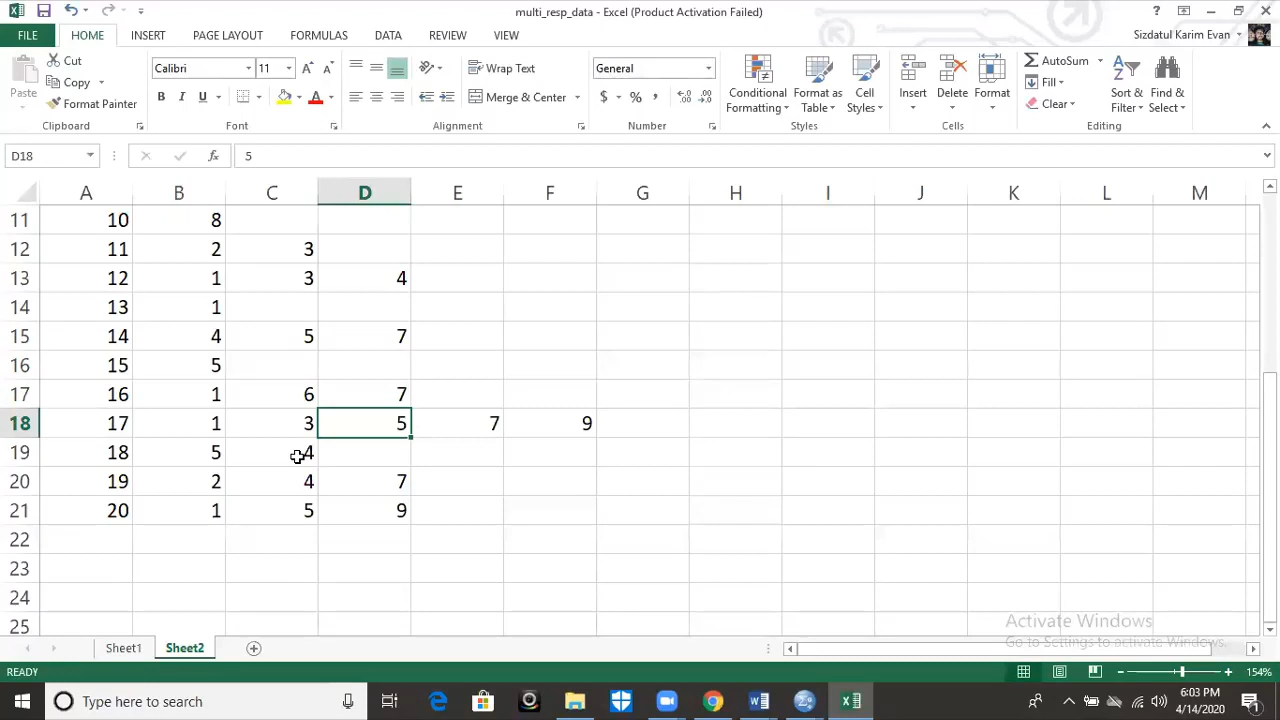 multi_resp_data - Excel (Product Activation Failed)
FILE HOME INSERT PAGE LAYOUT FORMULAS DATA REVIEW VIEW Sizdatul Karim Evan
Paste Cut Copy Format Painter
Calibri 11 A A B I U A
Wrap Text Merge & Center
General $ % ,
Conditional Formatting Format as Table Cell Styles
Insert Delete Format
AutoSum Fill Clear Sort & Filter Find & Select
Clipboard Font Alignment Number Styles Cells Editing
D18 fx 5
A B C D E F G H I J K L M
11 10 8
12 11 2 3
13 12 1 3 4
14 13 1
15 14 4 5 7
16 15 5
17 16 1 6 7
18 17 1 3 5 7 9
19 18 5 4
20 19 2 4 7
21 20 1 5 9
22
23
24
25
Activate Windows
Go to Settings to activate Windows.
Sheet1 Sheet2
READY 154%
Type here to search
6:03 PM
4/14/2020